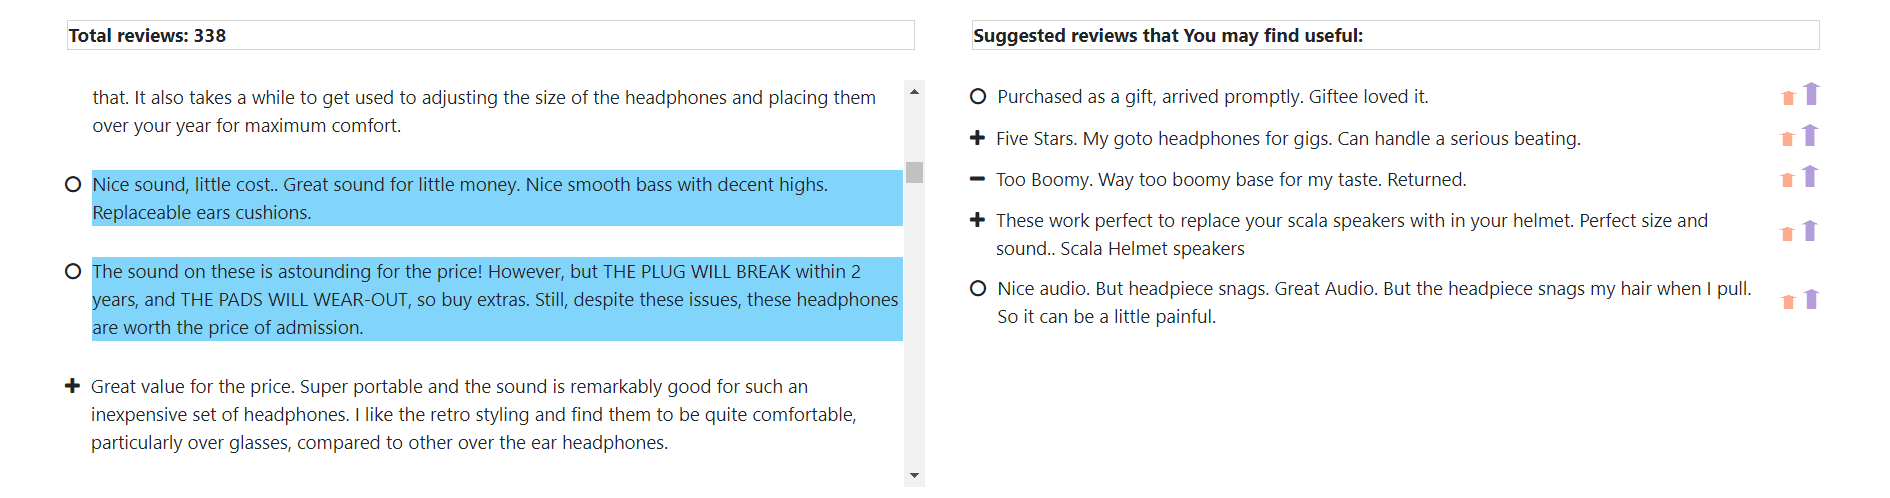 Total reviews: 338
that. It also takes a while to get used to adjusting the size of the headphones and placing them
over your year for maximum comfort.
Nice sound, little cost.. Great sound for little money. Nice smooth bass with decent highs.
Replaceable ears cushions.
The sound on these is astounding for the price! However, but THE PLUG WILL BREAK within 2
years, and THE PADS WILL WEAR-OUT, so buy extras. Still, despite these issues, these headphones
are worth the price of admission.
Great value for the price. Super portable and the sound is remarkably good for such an
inexpensive set of headphones. I like the retro styling and find them to be quite comfortable,
particularly over glasses, compared to other over the ear headphones.
Suggested reviews that You may find useful:
Purchased as a gift, arrived promptly. Giftee loved it.
Five Stars. My goto headphones for gigs. Can handle a serious beating.
Too Boomy. Way too boomy base for my taste. Returned.
These work perfect to replace your scala speakers with in your helmet. Perfect size and
sound.. Scala Helmet speakers
Nice audio. But headpiece snags. Great Audio. But the headpiece snags my hair when I pull.
So it can be a little painful.